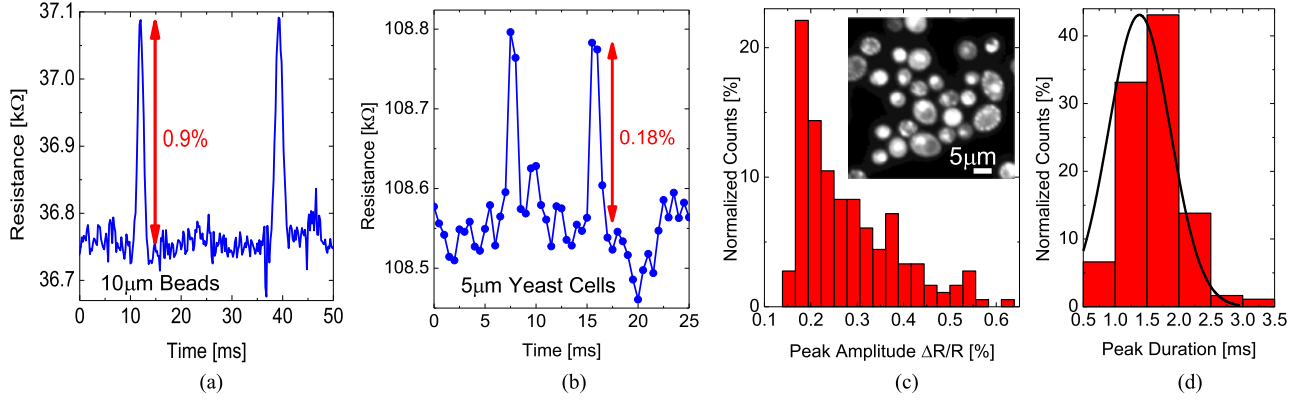 37.1
37.0
36.9
36.8
36.7
Resistance [kΩ]
0.9%
10μm Beads
0 10 20 30 40 50
Time [ms]
(a)
108.8
108.7
108.6
108.5
Resistance [kΩ]
0.18%
5μm Yeast Cells
0 5 10 15 20 25
Time [ms]
(b)
20
10
0
Normalized Counts [%]
5μm
0.1 0.2 0.3 0.4 0.5 0.6
Peak Amplitude ΔR/R [%]
(c)
40
30
20
10
0
Normalized Counts [%]
0.5 1.0 1.5 2.0 2.5 3.0 3.5
Peak Duration [ms]
(d)